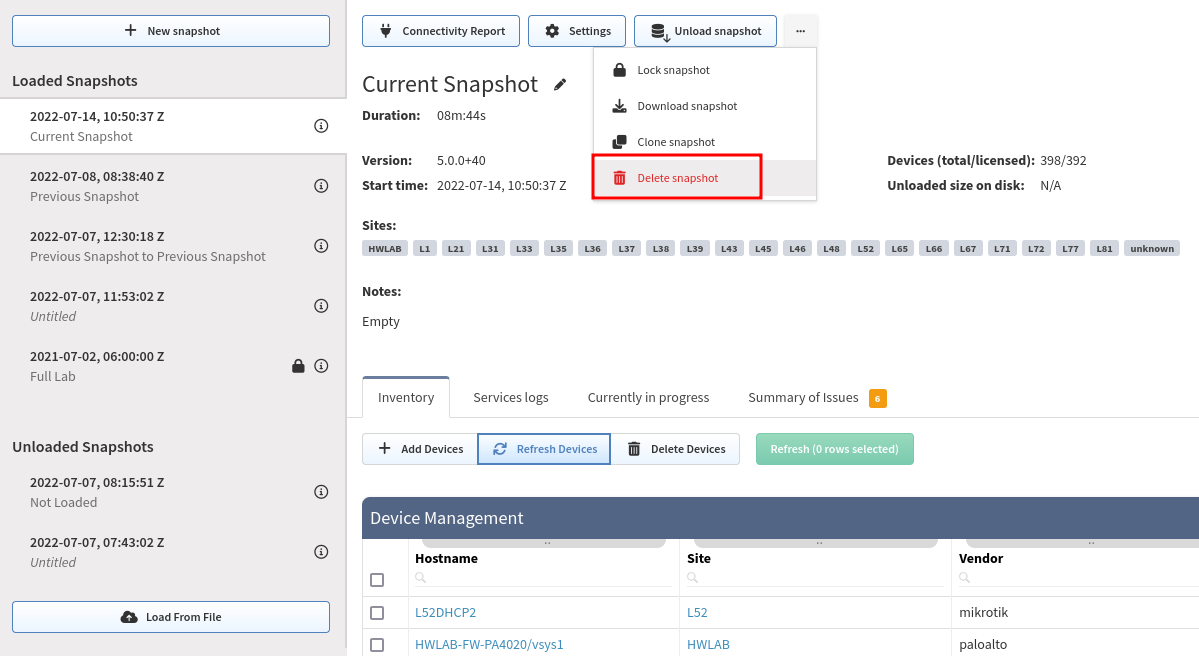 New snapshot
Loaded Snapshots
2022-07-14, 10:50:37 Z
Current Snapshot
2022-07-08, 08:38:40 Z
Previous Snapshot
2022-07-07, 12:30:18 Z
Previous Snapshot to Previous Snapshot
2022-07-07, 11:53:02 Z
Untitled
2021-07-02, 06:00:00 Z
Full Lab
Unloaded Snapshots
2022-07-07, 08:15:51 Z
Not Loaded
2022-07-07, 07:43:02 Z
Untitled
Load From File
Connectivity Report Settings Unload snapshot ...
Lock snapshot
Download snapshot
Clone snapshot
Delete snapshot
Current Snapshot
Duration: 08m:44s
Version: 5.0.0+40
Start time: 2022-07-14, 10:50:37 Z
Devices (total/licensed): 398/392
Unloaded size on disk: N/A
Sites:
HWLAB L1 L21 L31 L33 L35 L36 L37 L38 L39 L43 L45 L46 L48 L52 L65 L66 L67 L71 L72 L77 L81 unknown
Notes:
Empty
Inventory Services logs Currently in progress Summary of Issues 6
Add Devices Refresh Devices Delete Devices Refresh (0 rows selected)
Device Management
Hostname Site Vendor
L52DHCP2 L52 mikrotik
HWLAB-FW-PA4020/vsys1 HWLAB paloalto